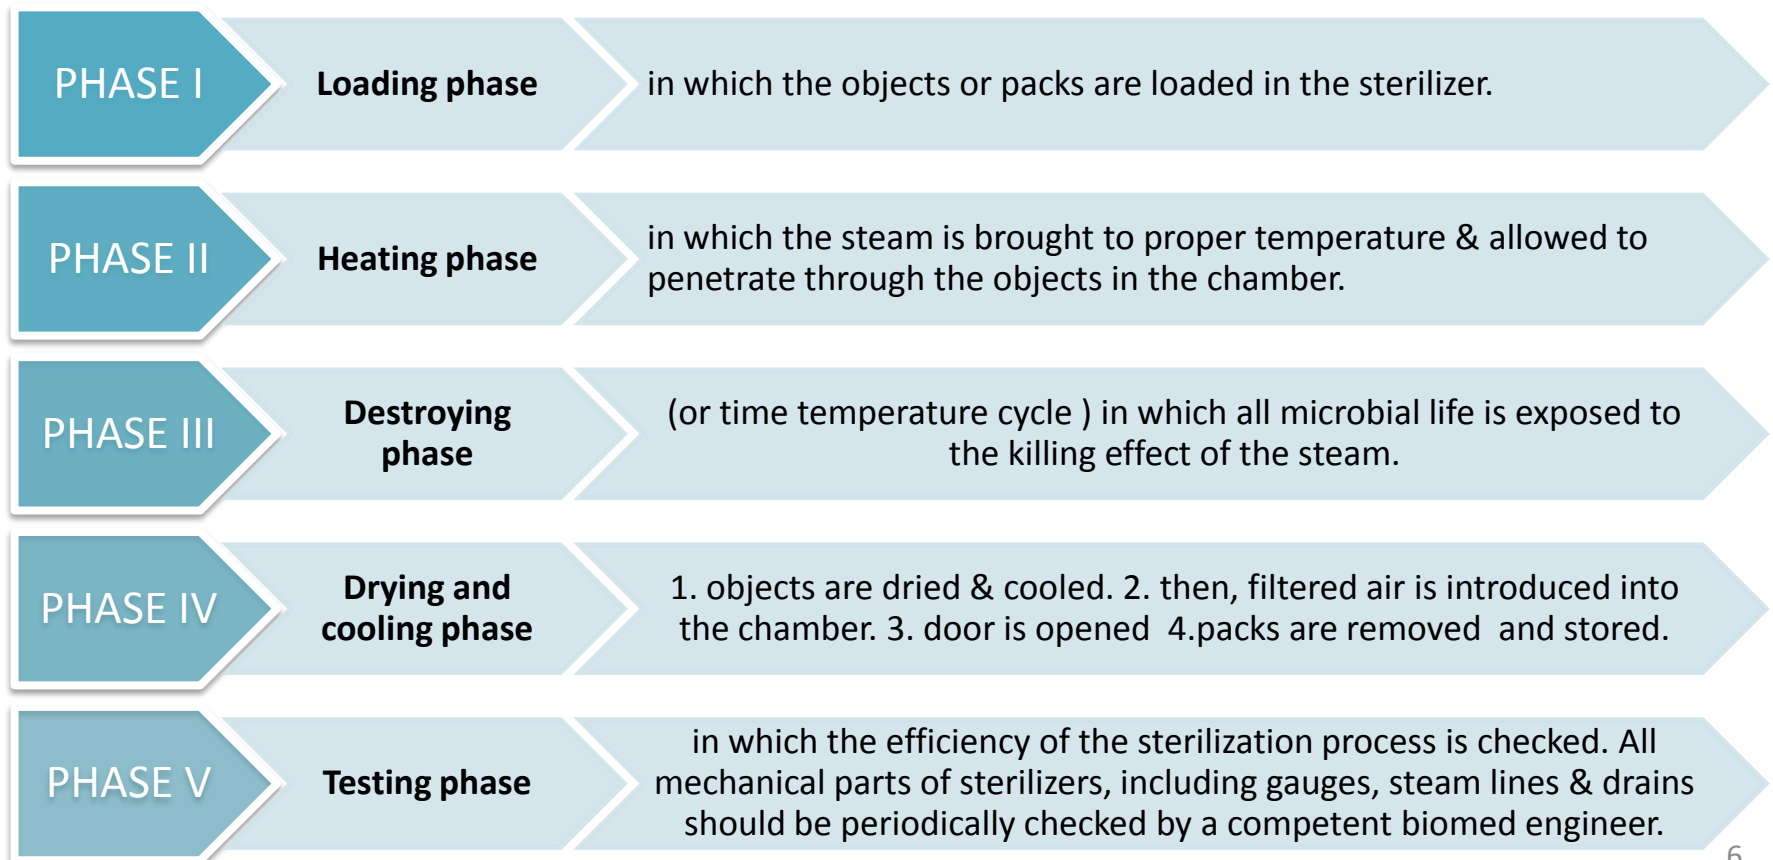 PHASE I
Loading phase
in which the objects or packs are loaded in the sterilizer.
PHASE II
Heating phase
in which the steam is brought to proper temperature & allowed to
penetrate through the objects in the chamber.
PHASE III
Destroying
phase
(or time temperature cycle ) in which all microbial life is exposed to
the killing effect of the steam.
PHASE IV
Drying and
cooling phase
1. objects are dried & cooled. 2. then, filtered air is introduced into
the chamber. 3. door is opened  4.packs are removed  and stored.
PHASE V
Testing phase
in which the efficiency of the sterilization process is checked. All
mechanical parts of sterilizers, including gauges, steam lines & drains
should be periodically checked by a competent biomed engineer.
6